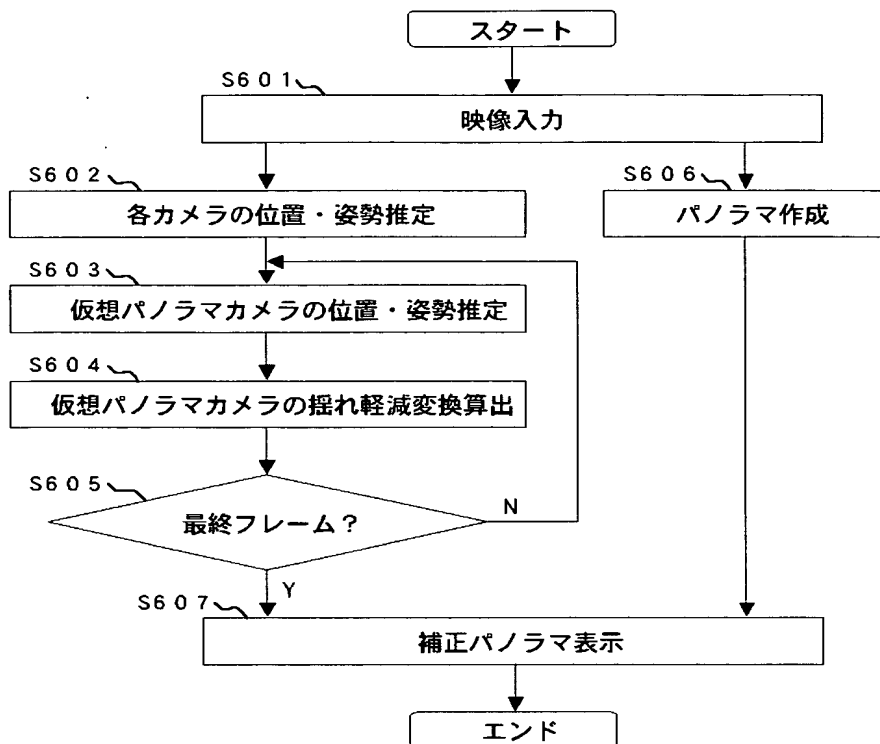 スタート
S601
映像入力
S602
各カメラの位置・姿勢推定
S606
パノラマ作成
S603
仮想パノラマカメラの位置・姿勢推定
S604
仮想パノラマカメラの揺れ軽減変換算出
S605
最終フレーム?
N
Y
S607
補正パノラマ表示
エンド